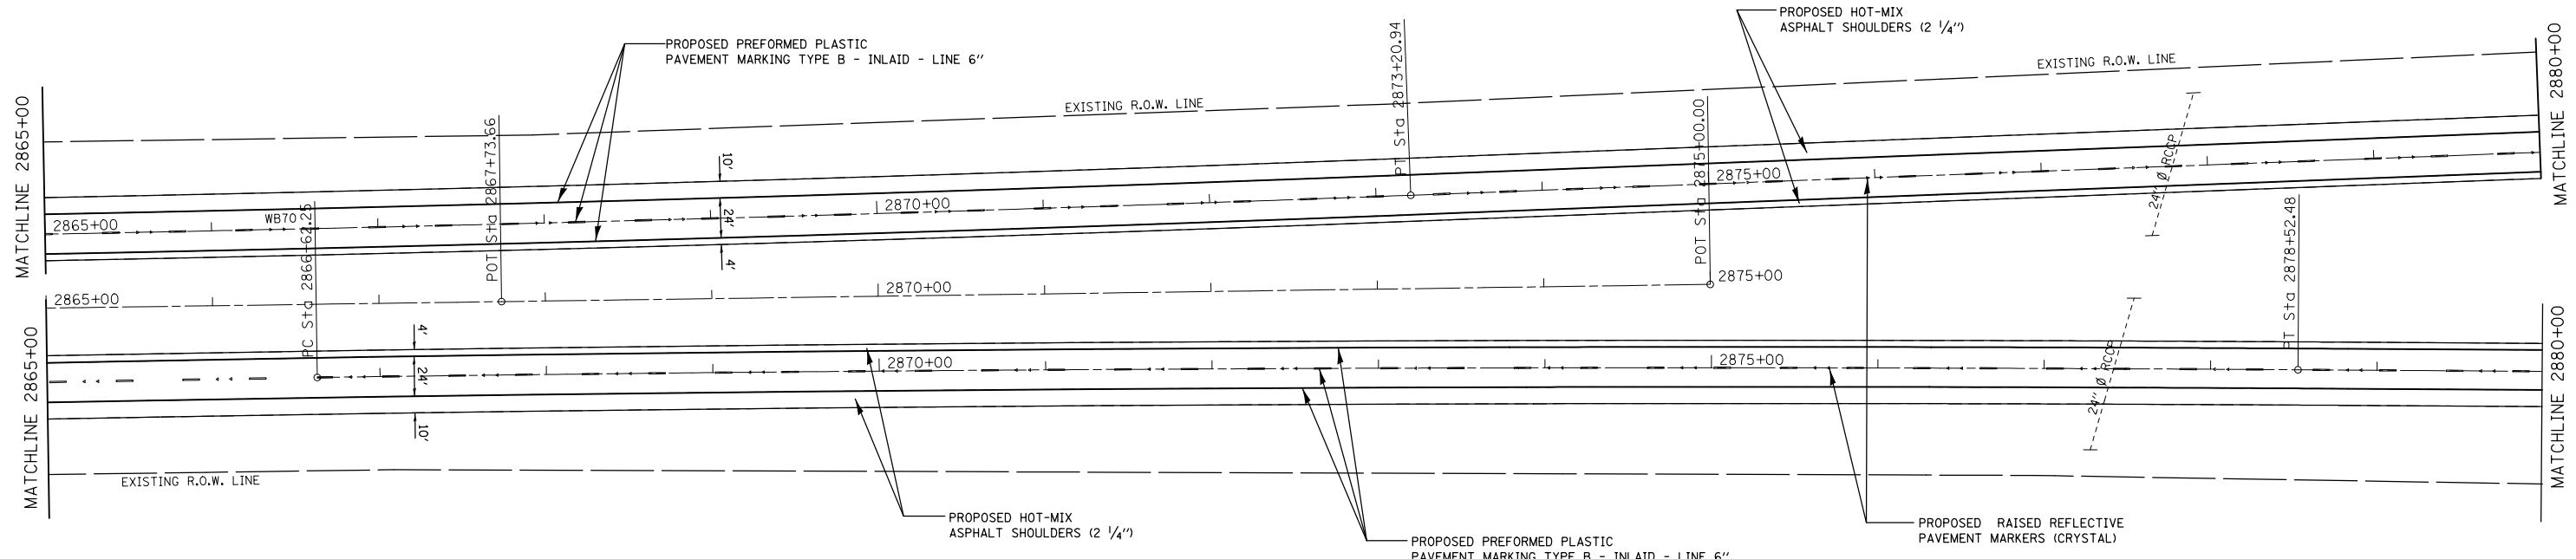 PROPOSED HOT-MIX
ASPHALT SHOULDERS (2 1/4")
PROPOSED PREFORMED PLASTIC
PAVEMENT MARKING TYPE B - INLAID - LINE 6"
PT Sta 2873+20.94
EXISTING R.O.W. LINE
MATCHLINE 2880+00
MATCHLINE 2865+00
EXISTING R.O.W. LINE
POT Sta 2867+73.66
POT Sta 2875+00.00
10'
24" Ø RCCP
2875+00
2870+00
24'
WB70
2865+00
PC Sta 2866+62.25
4'
PT Sta 2878+52.48
2875+00
2870+00
2865+00
MATCHLINE 2865+00
4'
24'
10'
2870+00
2875+00
24" Ø RCCP
MATCHLINE 2880+00
EXISTING R.O.W. LINE
PROPOSED HOT-MIX
ASPHALT SHOULDERS (2 1/4")
PROPOSED PREFORMED PLASTIC
PAVEMENT MARKING TYPE B - INLAID - LINE 6"
PROPOSED RAISED REFLECTIVE
PAVEMENT MARKERS (CRYSTAL)